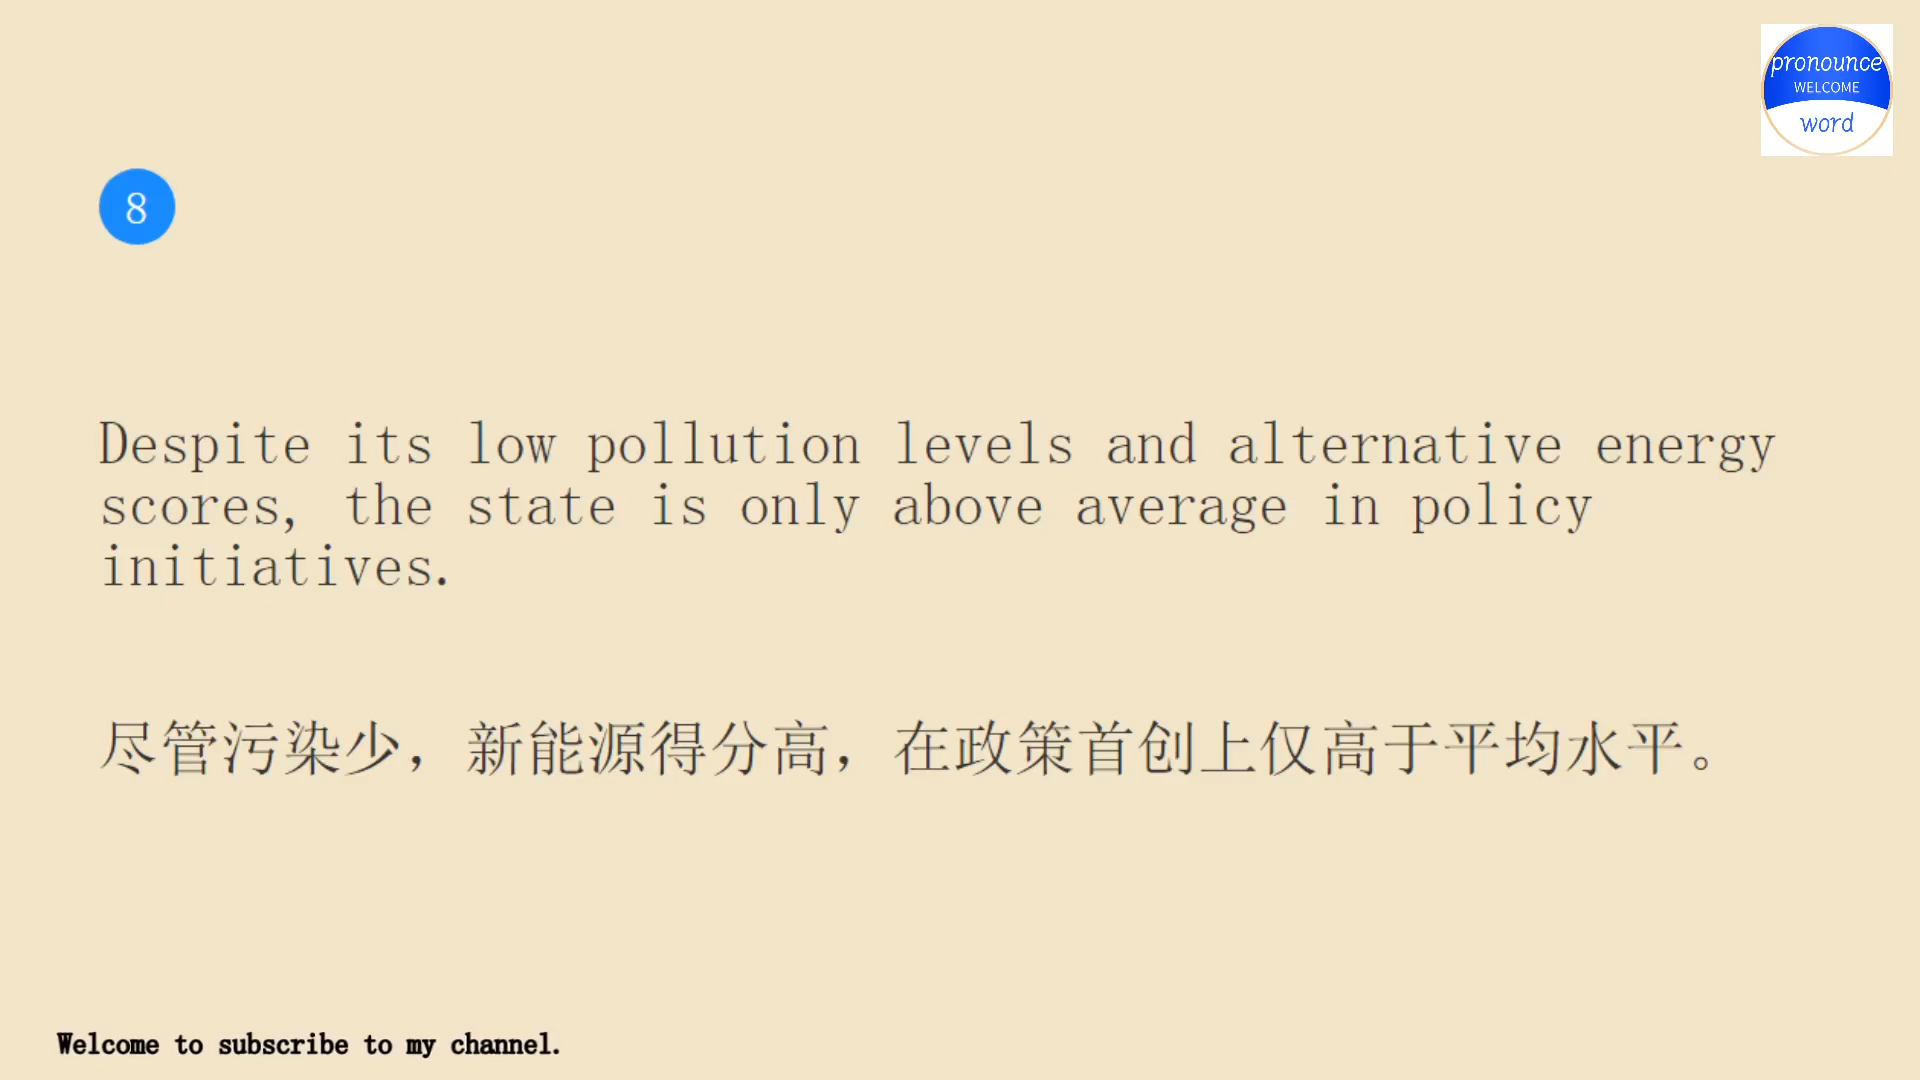 pronounce
WELCOME
word
8
Despite its low pollution levels and alternative energy
scores, the state is only above average in policy
initiatives.
尽管污染少，新能源得分高，在政策首创上仅高于平均水平。
Welcome to subscribe to my channel.